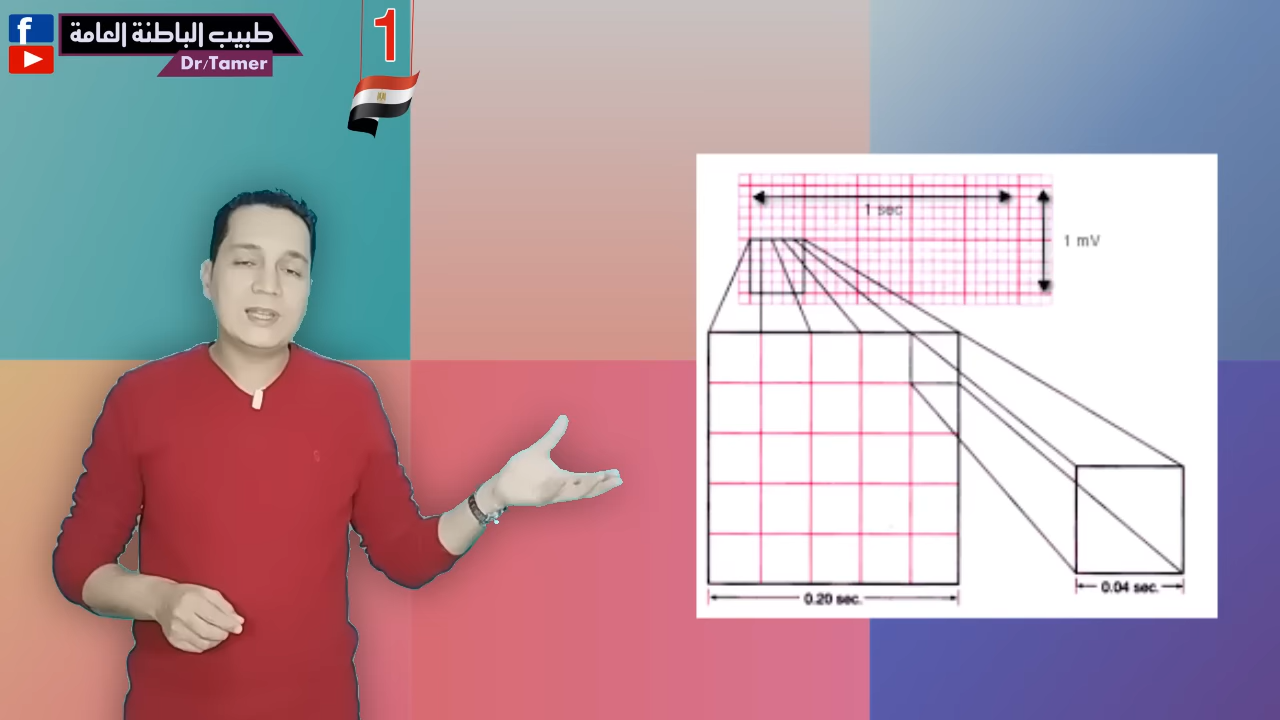 طبيب الباطنة العامة
Dr/Tamer
1
1 sec
1 mV
0.20 sec.
0.04 sec.